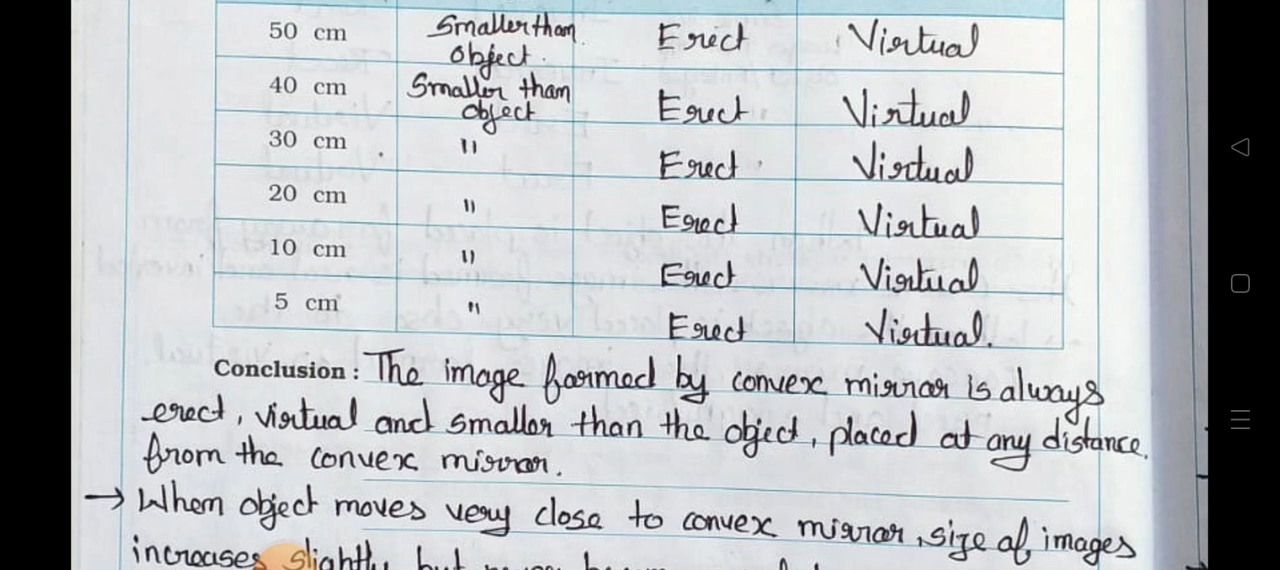 50 cm Smaller than object. Erect Virtual
40 cm Smaller than object Erect Virtual
30 cm " Erect Virtual
20 cm " Erect Virtual
10 cm " Erect Virtual
5 cm " Erect Virtual.
Conclusion : The image formed by convex mirror is always
erect, virtual and smaller than the object, placed at any distance.
from the convex mirror.
→ When object moves very close to convex mirror, size of images
increases slightly but